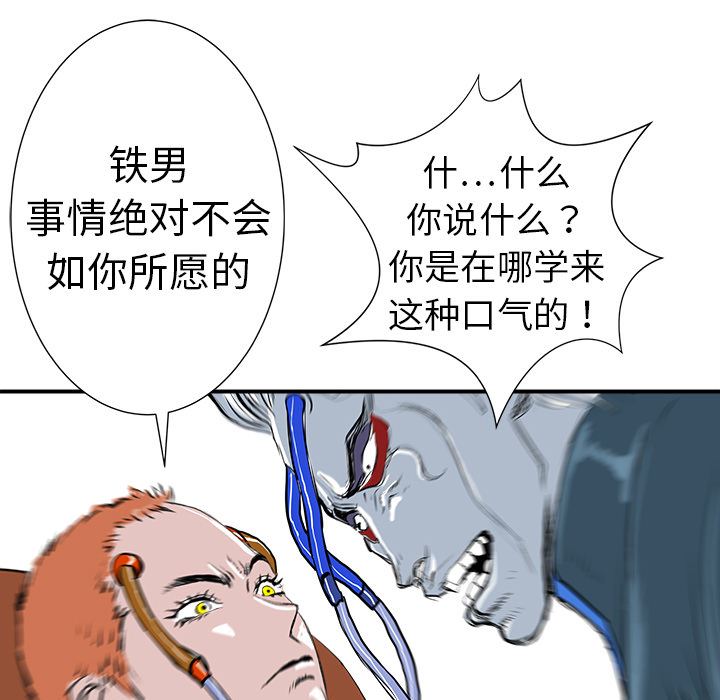 铁男
事情绝对不会
如你所愿的
什...什么
你说什么？
你是在哪学来
这种口气的！